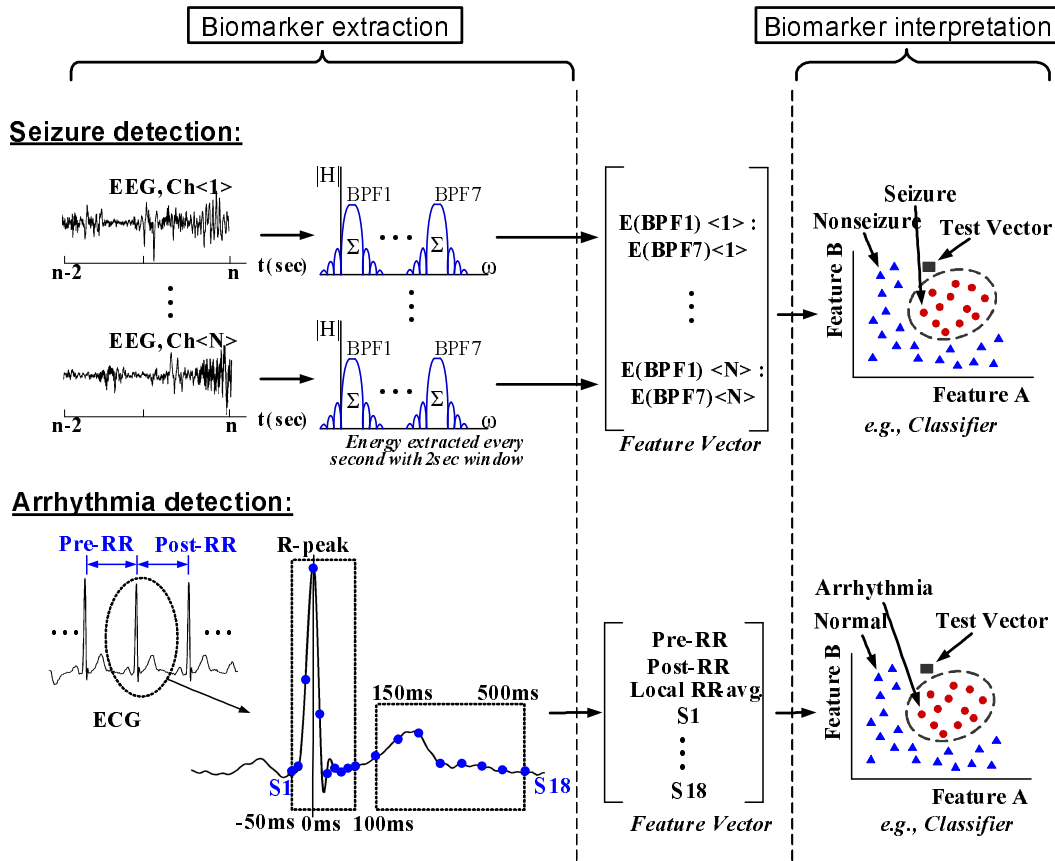 Biomarker extraction
Biomarker interpretation
Seizure detection:
EEG, Ch<1>
n-2
n
t(sec)
|H|
BPF1
BPF7
Σ
Σ
ω
E(BPF1) <1> :
E(BPF7)<1>
Seizure
Nonseizure
Test Vector
Feature B
Feature A
e.g., Classifier
EEG, Ch<N>
n-2
n
t(sec)
|H|
BPF1
BPF7
Σ
Σ
ω
Energy extracted every
second with 2sec window
E(BPF1) <N> :
E(BPF7)<N>
Feature Vector
Arrhythmia detection:
Pre-RR
Post-RR
ECG
R-peak
150ms
500ms
S1
S18
-50ms
0ms
100ms
Pre-RR
Post-RR
Local RR-avg.
S1
S18
Feature Vector
Arrhythmia
Normal
Test Vector
Feature B
Feature A
e.g., Classifier